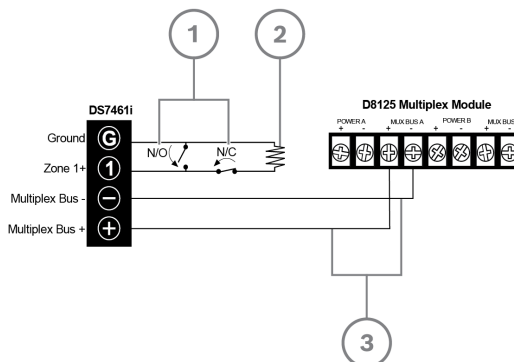 1
2
DS7461i
D8125 Multiplex Module
POWER A
MUX BUS A
POWER B
MUX BUS
+ - + - + - +
Ground G
Zone 1+ 1
N/O
N/C
Multiplex Bus - −
Multiplex Bus + +
3